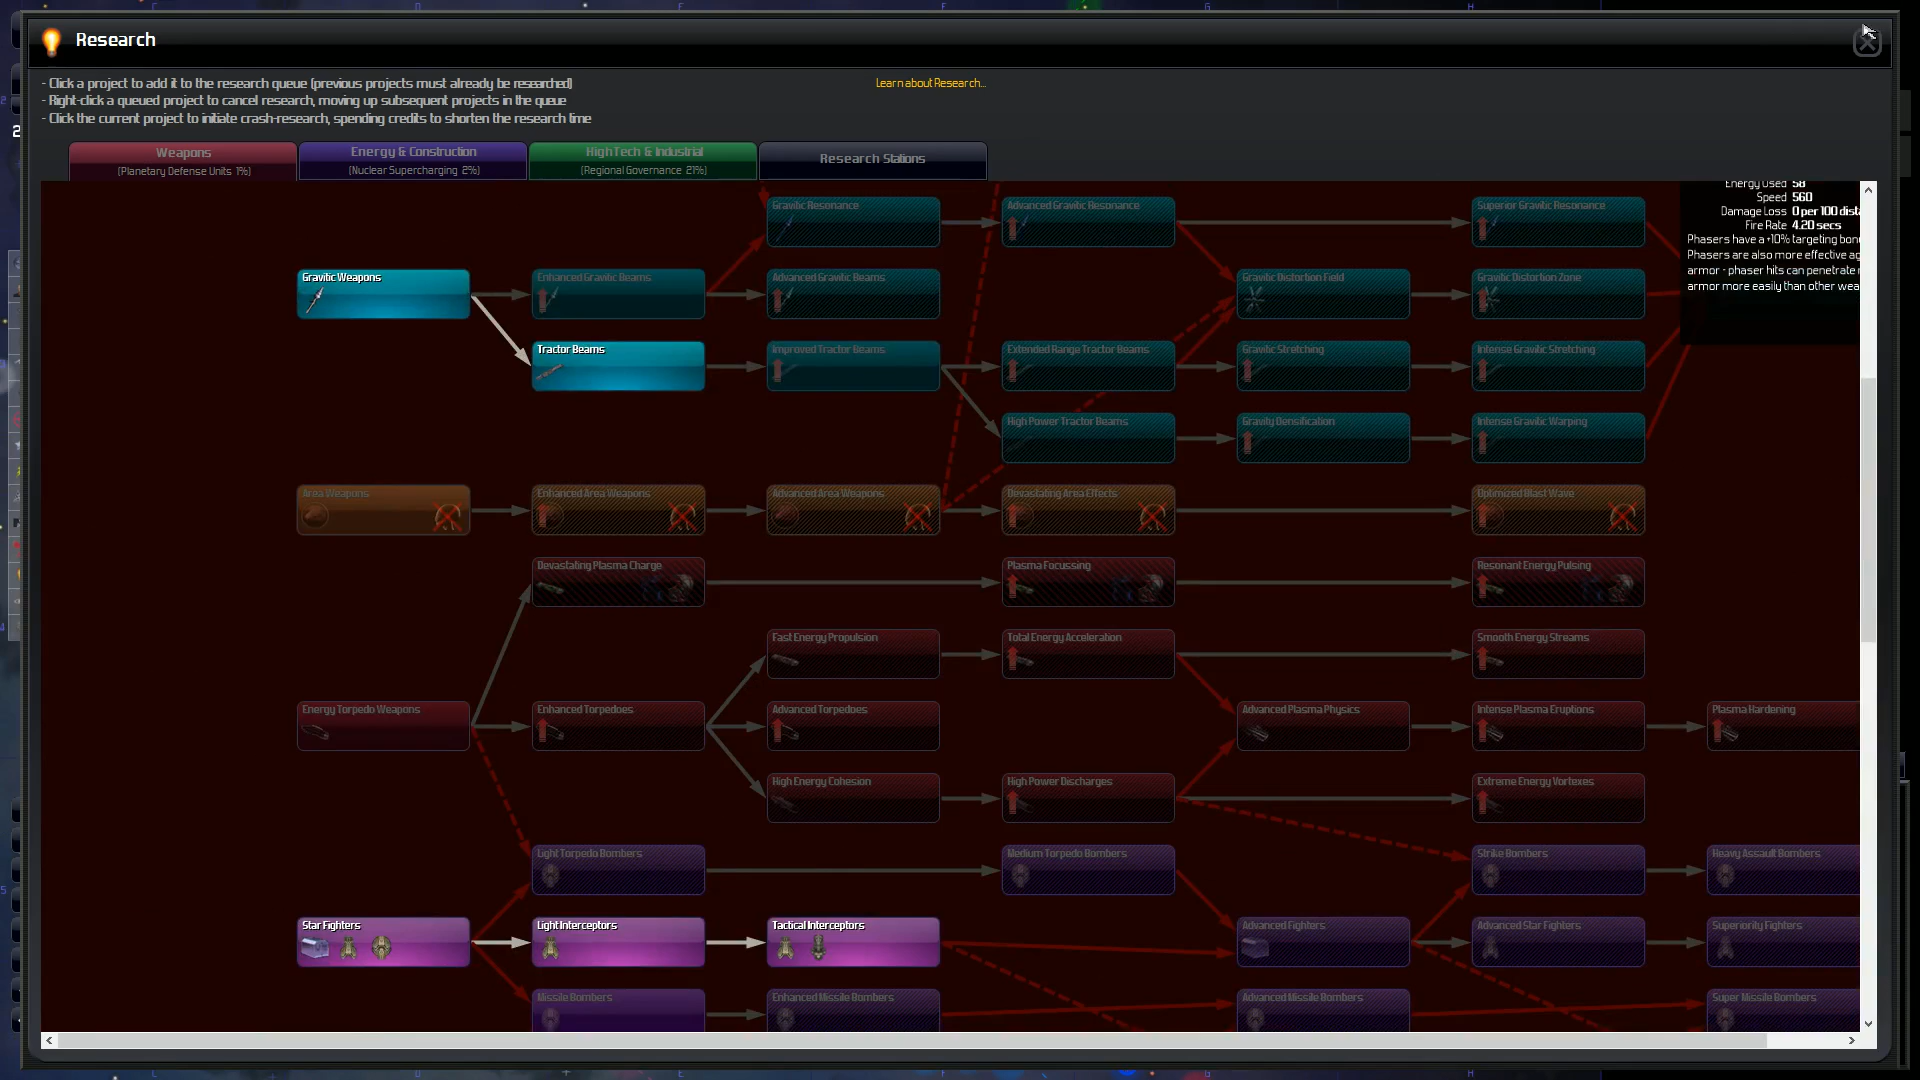 Research
- Click a project to add it to the research queue (previous projects must already be researched)
- Right-click a queued project to cancel research, moving up subsequent projects in the queue
- Click the current project to initiate crash-research, spending credits to shorten the research time
Learn about Research...
Weapons
(Planetary Defense Units 1%)
Energy & Construction
(Nuclear Supercharging 2%)
HighTech & Industrial
(Regional Governance 21%)
Research Stations
Energy Used 58
Speed 560
Damage Loss 0 per 100 dista
Fire Rate 4.20 secs
Phasers have a +10% targeting bon
Phasers are also more effective ag
armor - phaser hits can penetrate
armor more easily than other wea
Gravitic Resonance
Advanced Gravitic Resonance
Superior Gravitic Resonance
Gravitic Weapons
Enhanced Gravitic Beams
Advanced Gravitic Beams
Gravitic Distortion Field
Gravitic Distortion Zone
Tractor Beams
Improved Tractor Beams
Extended Range Tractor Beams
Gravitic Stretching
Intense Gravitic Stretching
High Power Tractor Beams
Gravity Densification
Intense Gravitic Warping
Area Weapons
Enhanced Area Weapons
Advanced Area Weapons
Devastating Area Effects
Optimized Blast Wave
Devastating Plasma Charge
Plasma Focussing
Resonant Energy Pulsing
Fast Energy Propulsion
Total Energy Acceleration
Smooth Energy Streams
Energy Torpedo Weapons
Enhanced Torpedoes
Advanced Torpedoes
Advanced Plasma Physics
Intense Plasma Eruptions
Plasma Hardening
High Energy Cohesion
High Power Discharges
Extreme Energy Vortexes
Light Torpedo Bombers
Medium Torpedo Bombers
Strike Bombers
Heavy Assault Bombers
Star Fighters
Light Interceptors
Tactical Interceptors
Advanced Fighters
Advanced Star Fighters
Superiority Fighters
Missile Bombers
Enhanced Missile Bombers
Advanced Missile Bombers
Super Missile Bombers